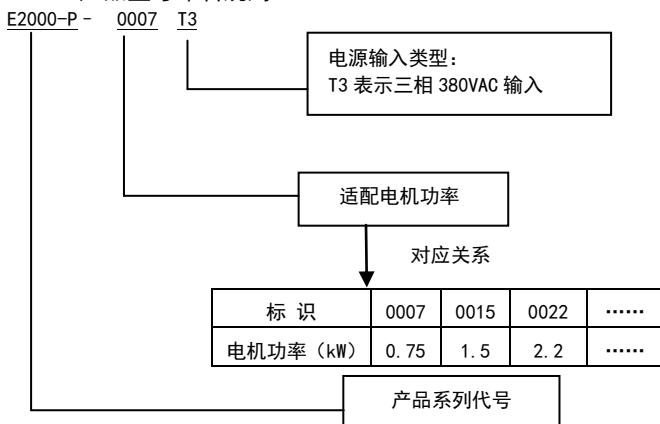 E2000-P- 0007 T3
电源输入类型：
T3 表示三相 380VAC 输入
适配电机功率
对应关系
标 识 0007 0015 0022 ……
电机功率（kW） 0.75 1.5 2.2 ……
产品系列代号